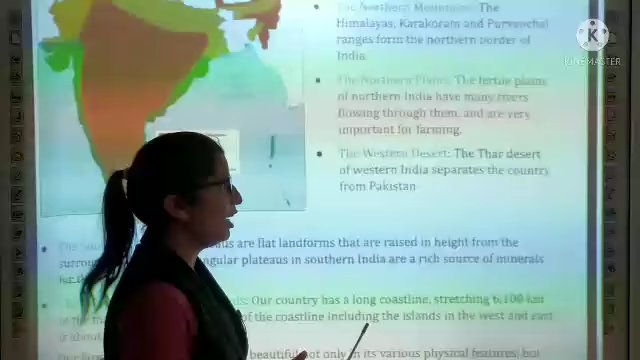 The Northern Mountains: The
Himalayas, Karakoram and Purvanchal
ranges form the northern border of
India.
The Northern Plains: The fertile plains
of northern India have many rivers
flowing through them, and are very
important for farming.
The Western Desert: The Thar desert
of western India separates the country
from Pakistan
are flat landforms that are raised in height from the
plateaus in southern India are a rich source of minerals
Our country has a long coastline, stretching 6,100 km
of the coastline including the islands in the west and east
is about
beautiful not only in its various physical features, but
K
KINEMASTER